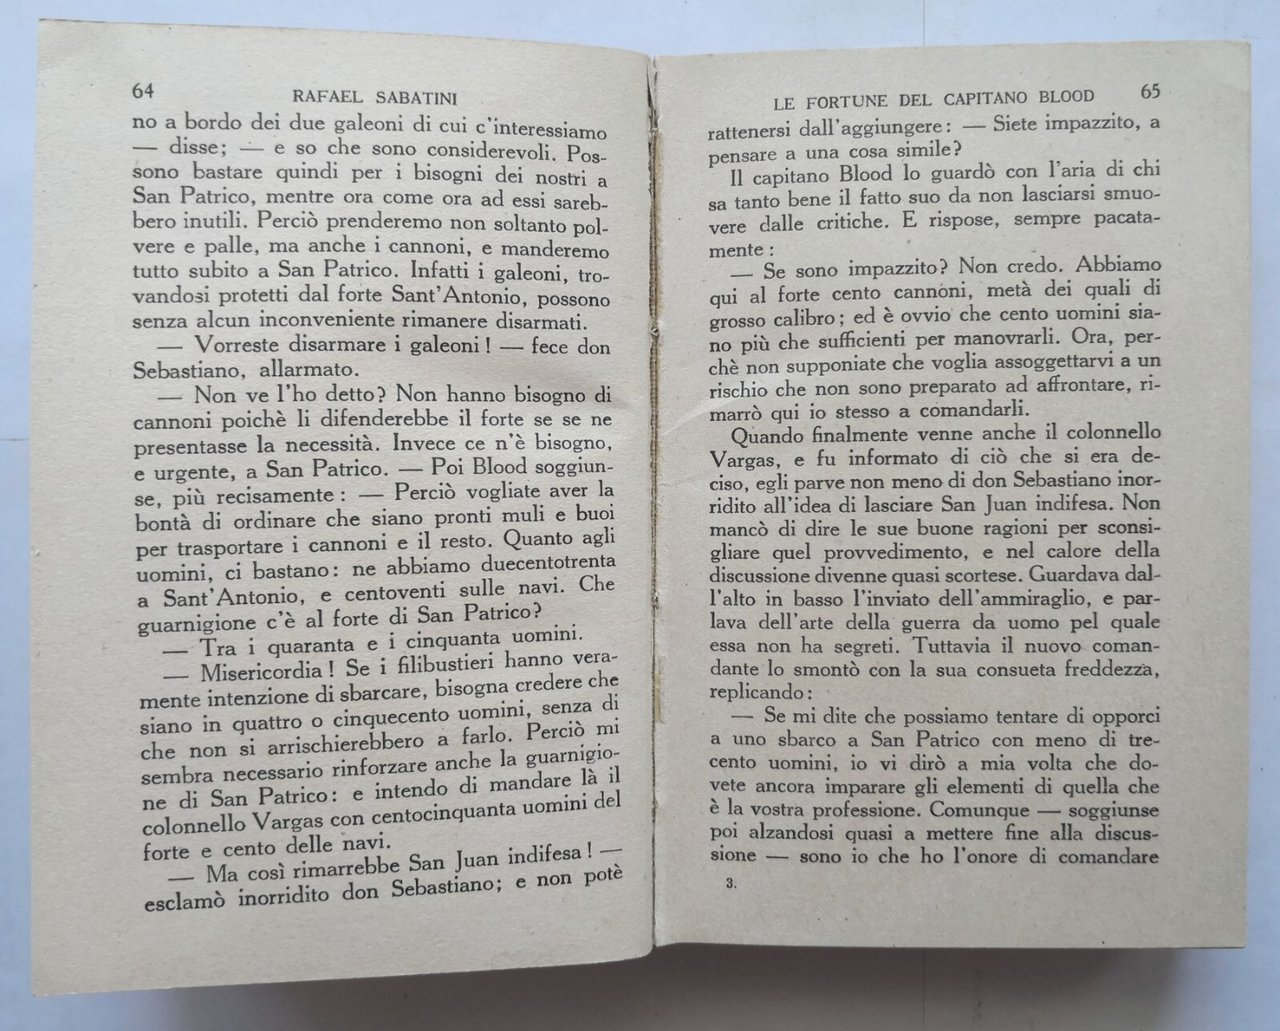 64
RAFAEL SABATINI
no a bordo dei due galeoni di cui c'interessiamo
— disse; — e so che sono considerevoli. Pos-
sono bastare quindi per i bisogni dei nostri a
San Patrico, mentre ora come ora ad essi sareb-
bero inutili. Perciò prenderemo non soltanto pol-
vere e palle, ma anche i cannoni, e manderemo
tutto subito a San Patrico. Infatti i galeoni, tro-
vandosi protetti dal forte Sant'Antonio, possono
senza alcun inconveniente rimanere disarmati.
— Vorreste disarmare i galeoni! — fece don
Sebastiano, allarmato.
— Non ve l'ho detto? Non hanno bisogno di
cannoni poichè li difenderebbe il forte se se ne
presentasse la necessità. Invece ce n'è bisogno,
e urgente, a San Patrico. — Poi Blood soggiun-
se, più recisamente: — Perciò vogliate aver la
bontà di ordinare che siano pronti muli e buoi
per trasportare i cannoni e il resto. Quanto agli
uomini, ci bastano: ne abbiamo duecentotrenta
a Sant'Antonio, e centoventi sulle navi. Che
guarnigione c'è al forte di San Patrico?
— Tra i quaranta e i cinquanta uomini.
— Misericordia! Se i filibustieri hanno vera-
mente intenzione di sbarcare, bisogna credere che
siano in quattro o cinquecento uomini, senza di
che non si arrischierebbero a farlo. Perciò mi
sembra necessario rinforzare anche la guarnigio-
ne di San Patrico: e intendo di mandare là il
colonnello Vargas con centocinquanta uomini del
forte e cento delle navi.
— Ma così rimarrebbe San Juan indifesa! —
esclamò inorridito don Sebastiano; e non potè
LE FORTUNE DEL CAPITANO BLOOD
65
rattenersi dall'aggiungere: — Siete impazzito, a
pensare a una cosa simile?
Il capitano Blood lo guardò con l'aria di chi
sa tanto bene il fatto suo da non lasciarsi smuo-
vere dalle critiche. E rispose, sempre pacata-
mente:
— Se sono impazzito? Non credo. Abbiamo
qui al forte cento cannoni, metà dei quali di
grosso calibro; ed è ovvio che cento uomini sia-
no più che sufficienti per manovrarli. Ora, per-
chè non supponiate che voglia assoggettarvi a un
rischio che non sono preparato ad affrontare, ri-
marrò qui io stesso a comandarli.
Quando finalmente venne anche il colonnello
Vargas, e fu informato di ciò che si era de-
ciso, egli parve non meno di don Sebastiano inor-
ridito all'idea di lasciare San Juan indifesa. Non
mancò di dire le sue buone ragioni per sconsi-
gliare quel provvedimento, e nel calore della
discussione divenne quasi scortese. Guardava dal-
l'alto in basso l'inviato dell'ammiraglio, e par-
lava dell'arte della guerra da uomo pel quale
essa non ha segreti. Tuttavia il nuovo coman-
dante lo smontò con la sua consueta freddezza,
replicando:
— Se mi dite che possiamo tentare di opporci
a uno sbarco a San Patrico con meno di tre-
cento uomini, io vi dirò a mia volta che do-
vete ancora imparare gli elementi di quella che
è la vostra professione. Comunque — soggiunse
poi alzandosi quasi a mettere fine alla discus-
sione — sono io che ho l'onore di comandare
3.